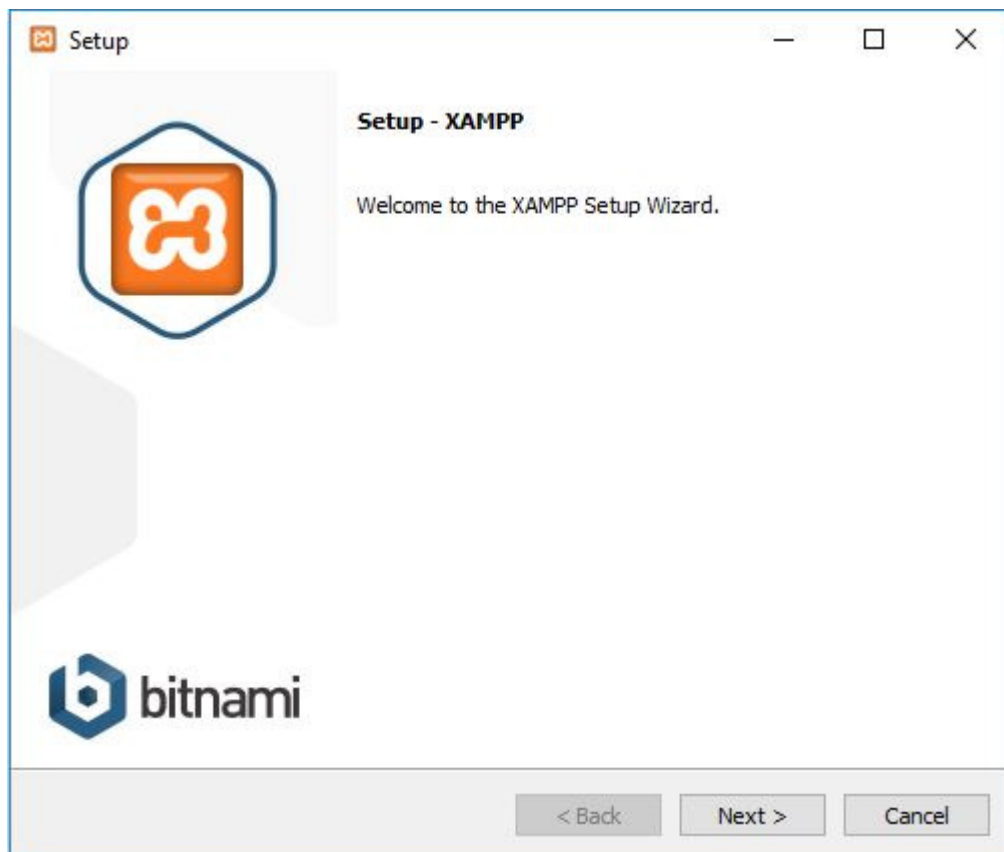 Setup
Setup - XAMPP
Welcome to the XAMPP Setup Wizard.
bitnami
< Back
Next >
Cancel